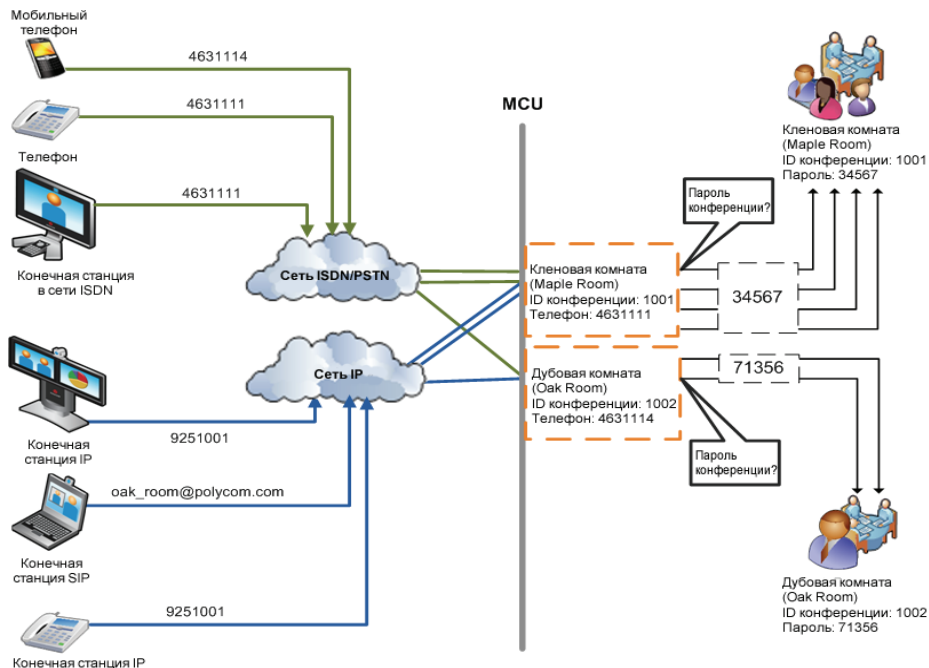 Мобильный
телефон
4631114
4631111
Телефон
4631111
Конечная станция
в сети ISDN
Сеть ISDN/PSTN
Сеть IP
Конечная
станция IP
9251001
oak_room@polycom.com
Конечная
станция SIP
9251001
Конечная станция IP
MCU
Кленовая комната
(Maple Room)
ID конференции: 1001
Телефон: 4631111
Дубовая комната
(Oak Room)
ID конференции: 1002
Телефон: 4631114
Пароль
конференции?
34567
71356
Пароль
конференции?
Кленовая комната
(Maple Room)
ID конференции: 1001
Пароль: 34567
Дубовая комната
(Oak Room)
ID конференции: 1002
Пароль: 71356